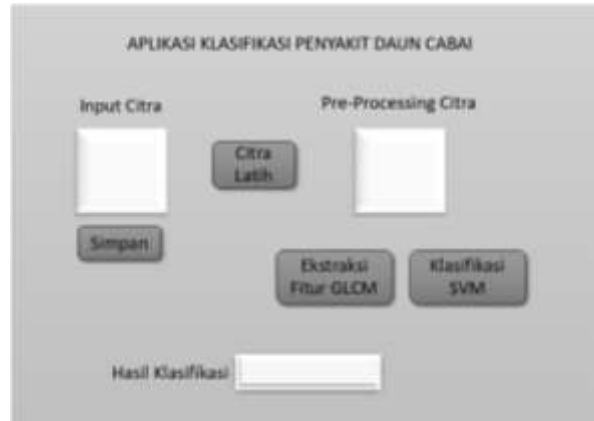 APLIKASI KLASIFIKASI PENYAKIT DAUN CABAI
Input Citra
Pre-Processing Citra
Citra
Latih
Simpan
Ekstraksi
Fitur GLCM
Klasifikasi
SVM
Hasil Klasifikasi